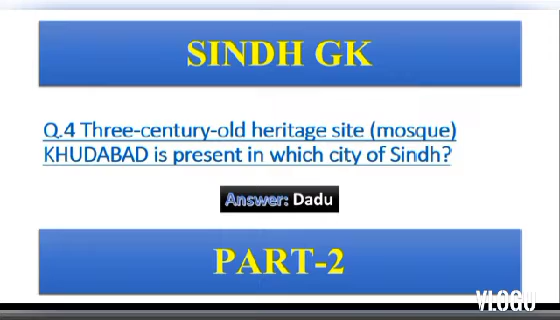 SINDH GK
Q.4 Three-century-old heritage site (mosque)
KHUDABAD is present in which city of Sindh?
Answer: Dadu
PART-2
VLOGU